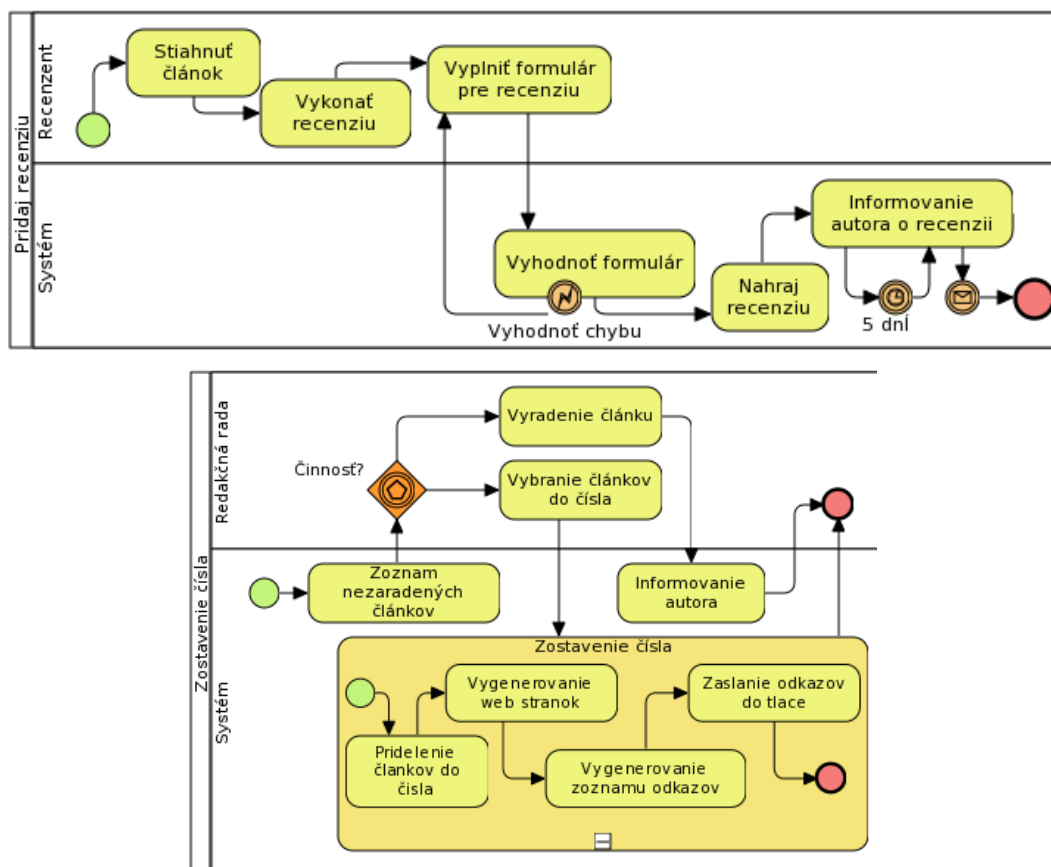 Pridaj recenziu
Recenzent
Stiahnuť
článok
Vykonať
recenziu
Vyplniť formulár
pre recenziu
Systém
Vyhodnoť formulár
Vyhodnoť chybu
Nahraj
recenziu
Informovanie
autora o recenzii
5 dní
Zostavenie čísla
Redakčná rada
Činnosť?
Vyradenie článku
Vybranie článkov
do čísla
Systém
Zoznam
nezaradených
článkov
Informovanie
autora
Zostavenie čísla
Pridelenie
člankov do
čisla
Vygenerovanie
web stranok
Vygenerovanie
zoznamu odkazov
Zaslanie odkazov
do tlace